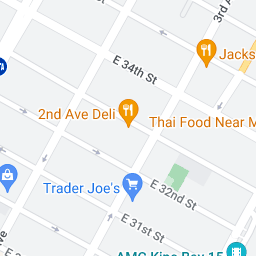 3rd A
Jacks
E 34th St
2nd Ave Deli
Thai Food Near M
Trader Joe's
E 32nd St
E 31st St
AMC Kips Bay 15
ve